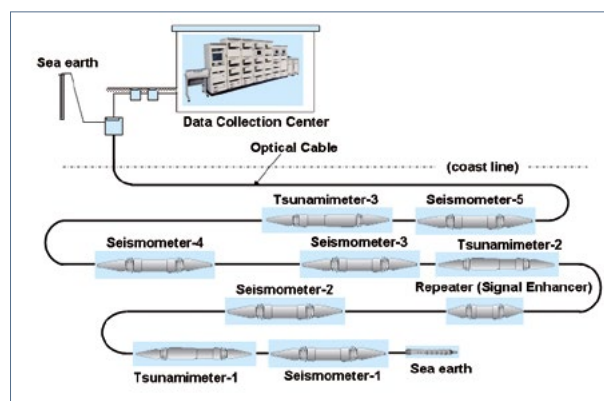 Sea earth
Data Collection Center
Optical Cable
(coast line)
Tsunamimeter-3
Seismometer-5
Seismometer-4
Seismometer-3
Tsunamimeter-2
Seismometer-2
Repeater (Signal Enhancer)
Tsunamimeter-1
Seismometer-1
Sea earth